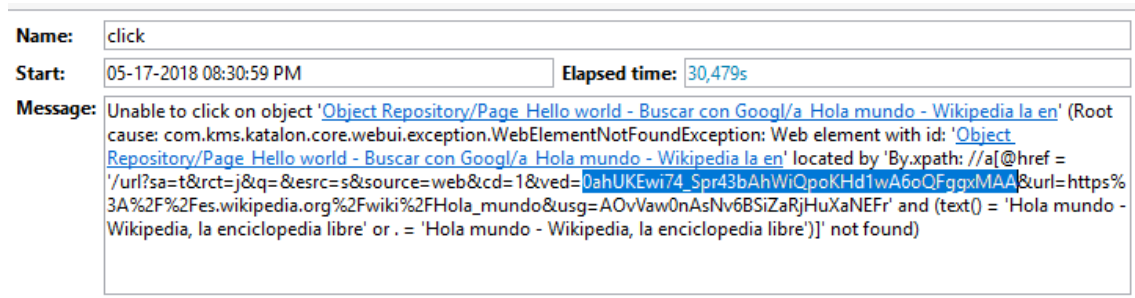 Name: click
Start: 05-17-2018 08:30:59 PM Elapsed time: 30,479s
Message: Unable to click on object 'Object Repository/Page_Hello world - Buscar con Googl/a_Hola mundo - Wikipedia la en' (Root
cause: com.kms.katalon.core.webui.exception.WebElementNotFoundException: Web element with id: 'Object
Repository/Page_Hello world - Buscar con Googl/a_Hola mundo - Wikipedia la en' located by 'By.xpath: //a[@href =
'/url?sa=t&rct=j&q=&esrc=s&source=web&cd=1&ved=0ahUKEwi74_Spr43bAhWiQpoKHd1wA6oQFggxMAA&url=https%
3A%2F%2Fes.wikipedia.org%2Fwiki%2FHola_mundo&usg=AOvVaw0nAsNv6BSiZaRjHuXaNEFr' and (text() = 'Hola mundo -
Wikipedia, la enciclopedia libre' or . = 'Hola mundo - Wikipedia, la enciclopedia libre')]' not found)